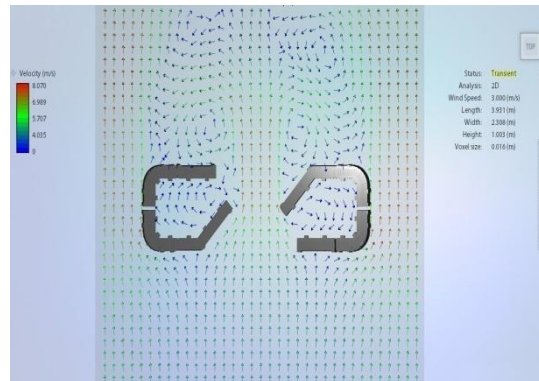 Velocity (m/s)
8.070
6.989
5.707
4.035
0
TOP
Status: Transient
Analysis: 2D
Wind Speed: 3.000 (m/s)
Length: 3.931 (m)
Width: 2.308 (m)
Height: 1.003 (m)
Voxel size: 0.016 (m)